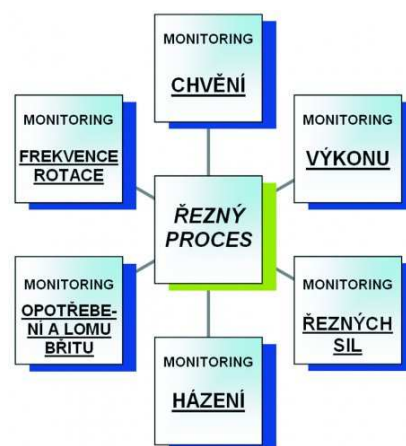 MONITORING
CHVĚNÍ
MONITORING
FREKVENCE
ROTACE
MONITORING
VÝKONU
ŘEZNÝ
PROCES
MONITORING
OPOTŘEBE-
NÍ A LOMU
BŘITU
MONITORING
ŘEZNÝCH
SIL
MONITORING
HÁZENÍ